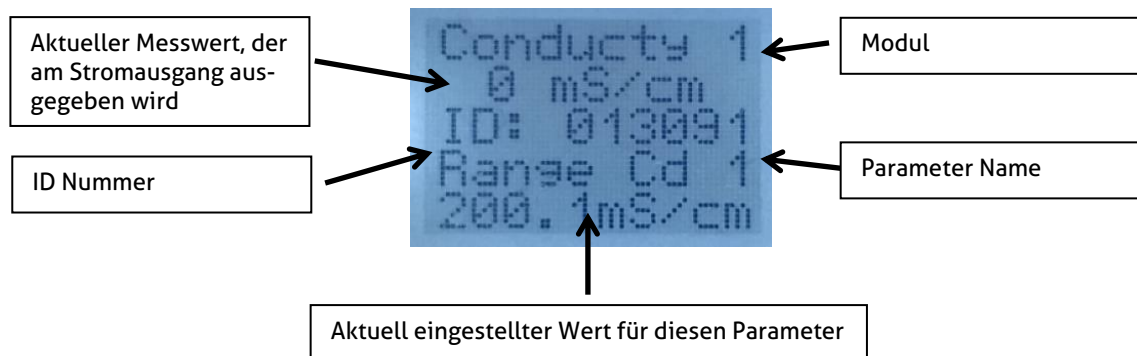 Aktueller Messwert, der
am Stromausgang aus-
gegeben wird
ID Nummer
Conducty 1
0 mS/cm
ID: 013091
Range Cd 1
200.1mS/cm
Modul
Parameter Name
Aktuell eingestellter Wert für diesen Parameter